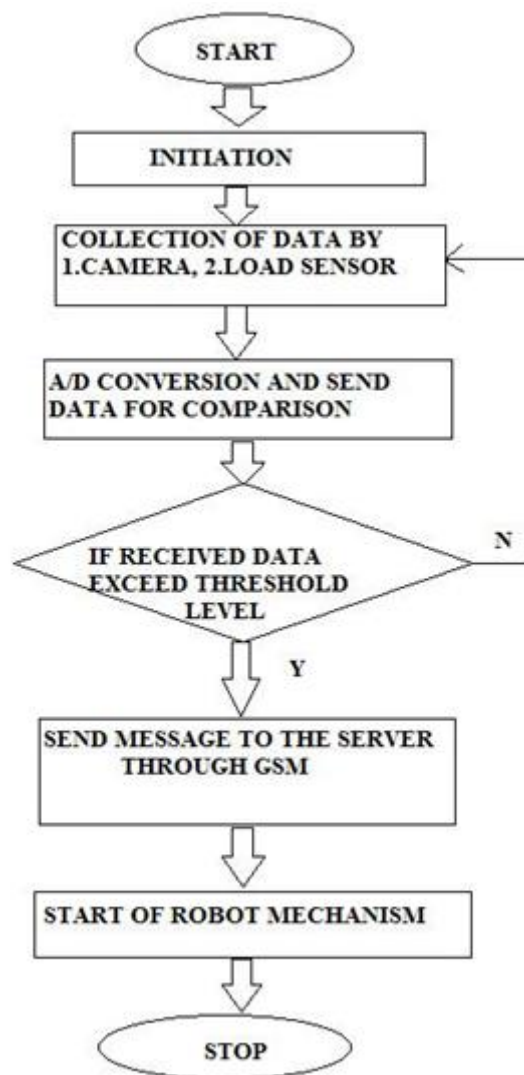 START
INITIATION
COLLECTION OF DATA BY
1.CAMERA, 2.LOAD SENSOR
A/D CONVERSION AND SEND
DATA FOR COMPARISON
IF RECEIVED DATA
EXCEED THRESHOLD
LEVEL
N
Y
SEND MESSAGE TO THE SERVER
THROUGH GSM
START OF ROBOT MECHANISM
STOP